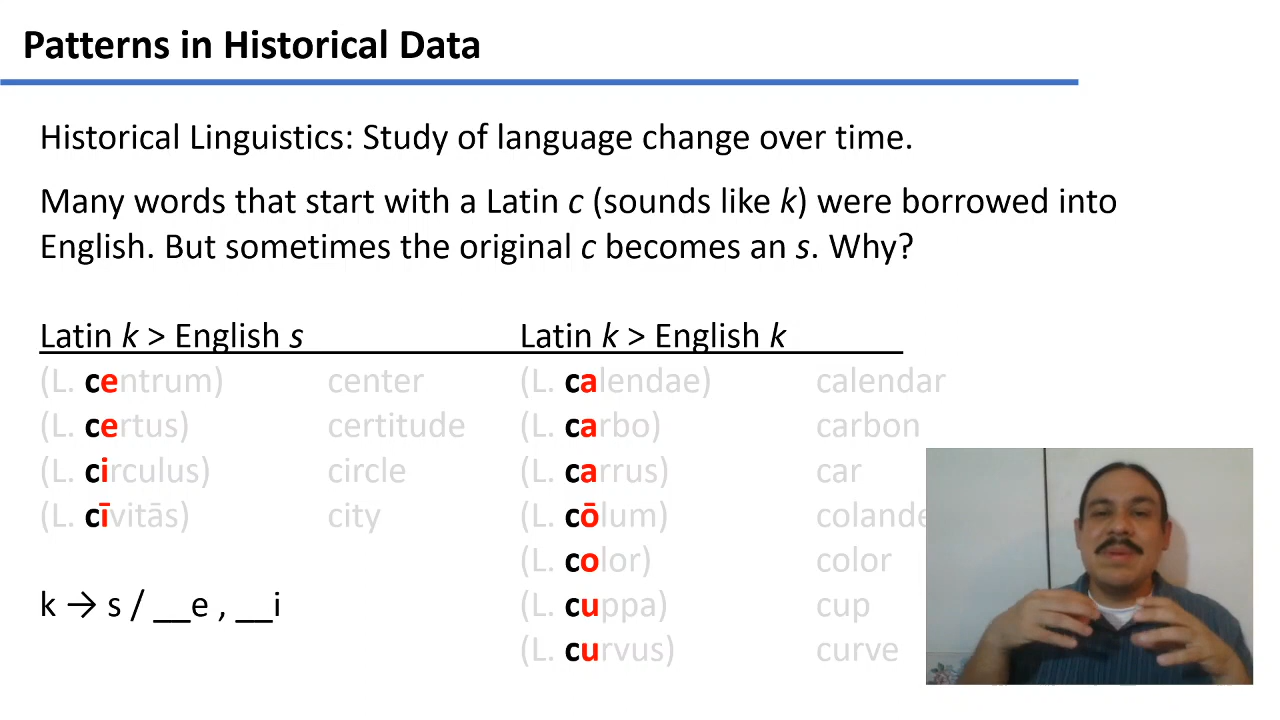 Patterns in Historical Data
Historical Linguistics: Study of language change over time.
Many words that start with a Latin c (sounds like k) were borrowed into
English. But sometimes the original c becomes an s. Why?
Latin k > English s Latin k > English k
(L. centrum) center (L. calendae) calendar
(L. certus) certitude (L. carbo) carbon
(L. circulus) circle (L. carrus) car
(L. cīvitās) city (L. cōlum) colande
(L. color) color
k → s / __e , __i (L. cuppa) cup
(L. curvus) curve